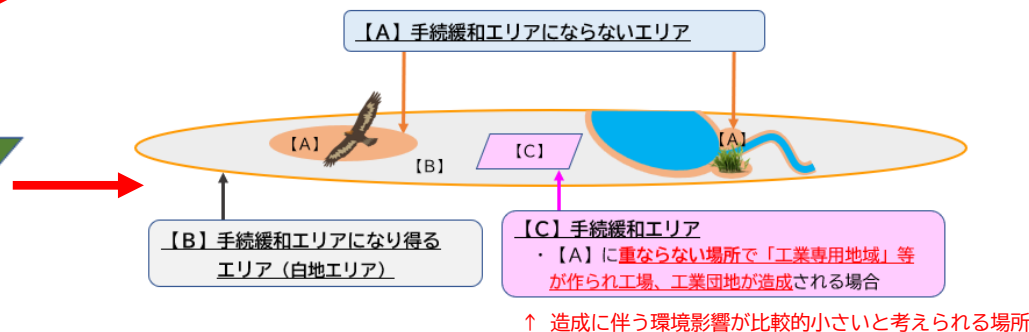 【A】手続緩和エリアにならないエリア
【A】
【B】
【C】
【A】
【B】手続緩和エリアになり得る
エリア（白地エリア）
【C】手続緩和エリア
・【A】に重ならない場所で「工業専用地域」等
が作られ工場、工業団地が造成される場合
↑ 造成に伴う環境影響が比較的小さいと考えられる場所